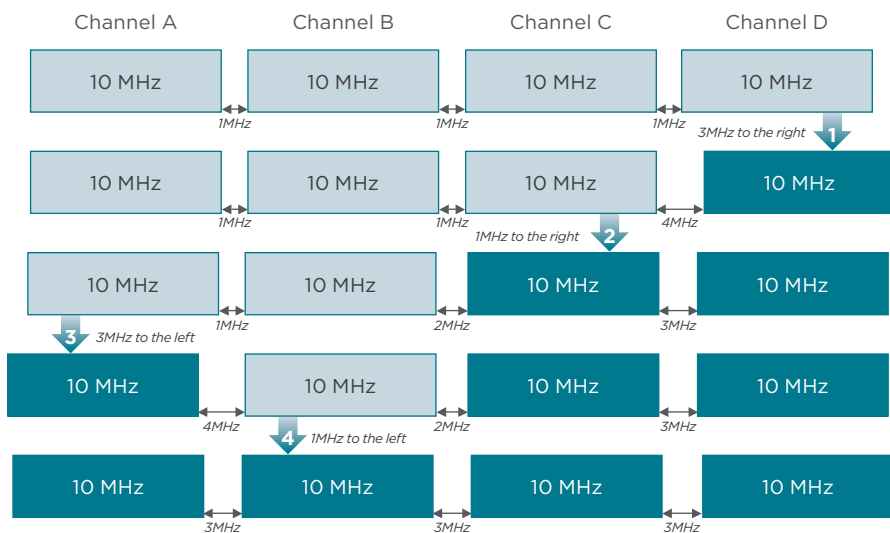 Channel A
Channel B
Channel C
Channel D
10 MHz
10 MHz
10 MHz
10 MHz
1MHz
1MHz
1MHz
3MHz to the right
1
10 MHz
10 MHz
10 MHz
10 MHz
1MHz
1MHz
4MHz
1MHz to the right
2
10 MHz
10 MHz
10 MHz
10 MHz
1MHz
2MHz
3MHz
3
3MHz to the left
10 MHz
10 MHz
10 MHz
10 MHz
4MHz
2MHz
3MHz
4
1MHz to the left
10 MHz
10 MHz
10 MHz
10 MHz
3MHz
3MHz
3MHz